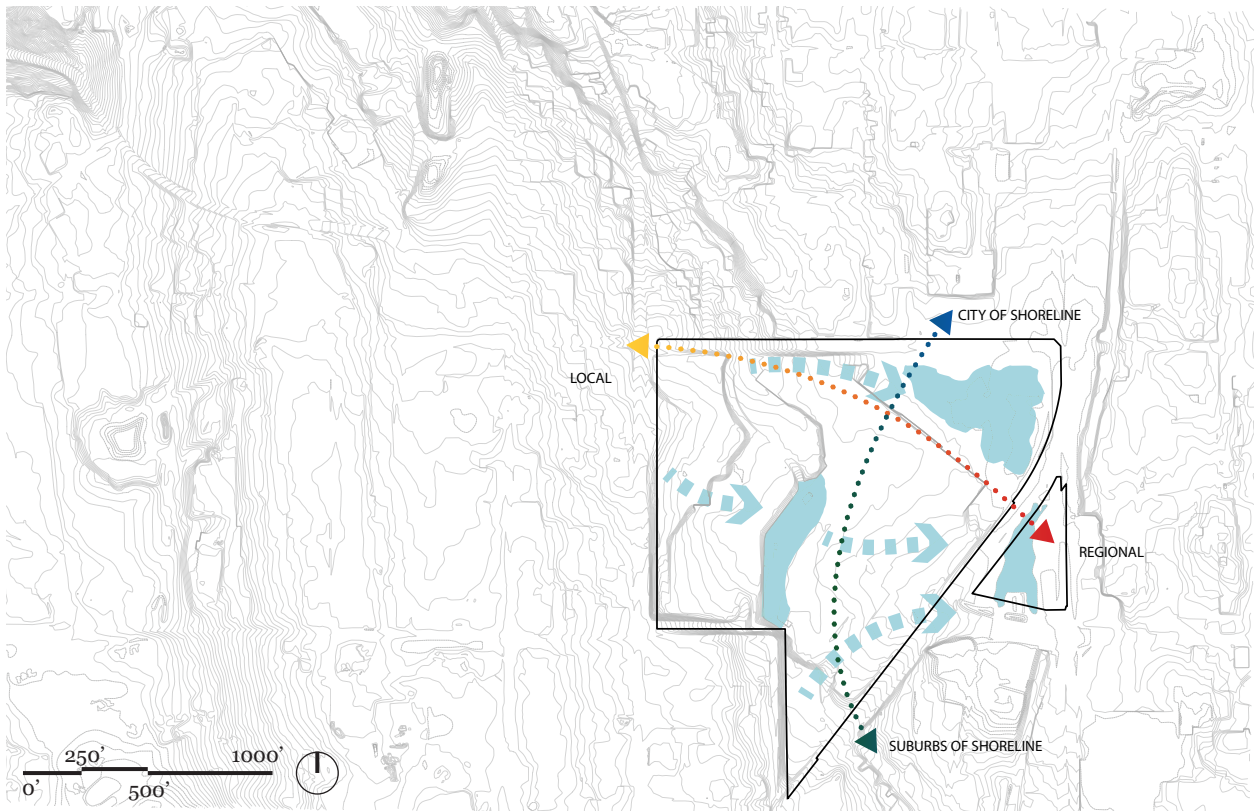 CITY OF SHORELINE
LOCAL
REGIONAL
SUBURBS OF SHORELINE
250'
1000'
0'
500'